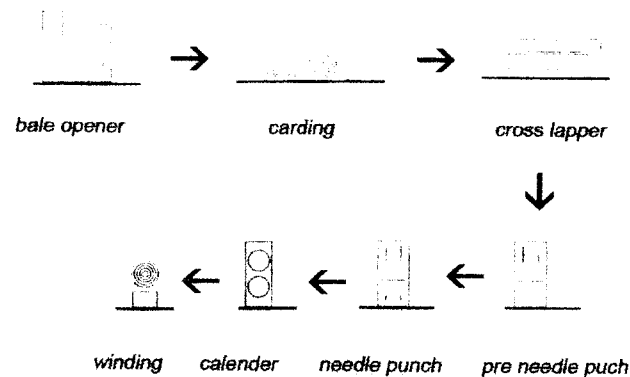 bale opener
carding
cross lapper
winding
calender
needle punch
pre needle puch